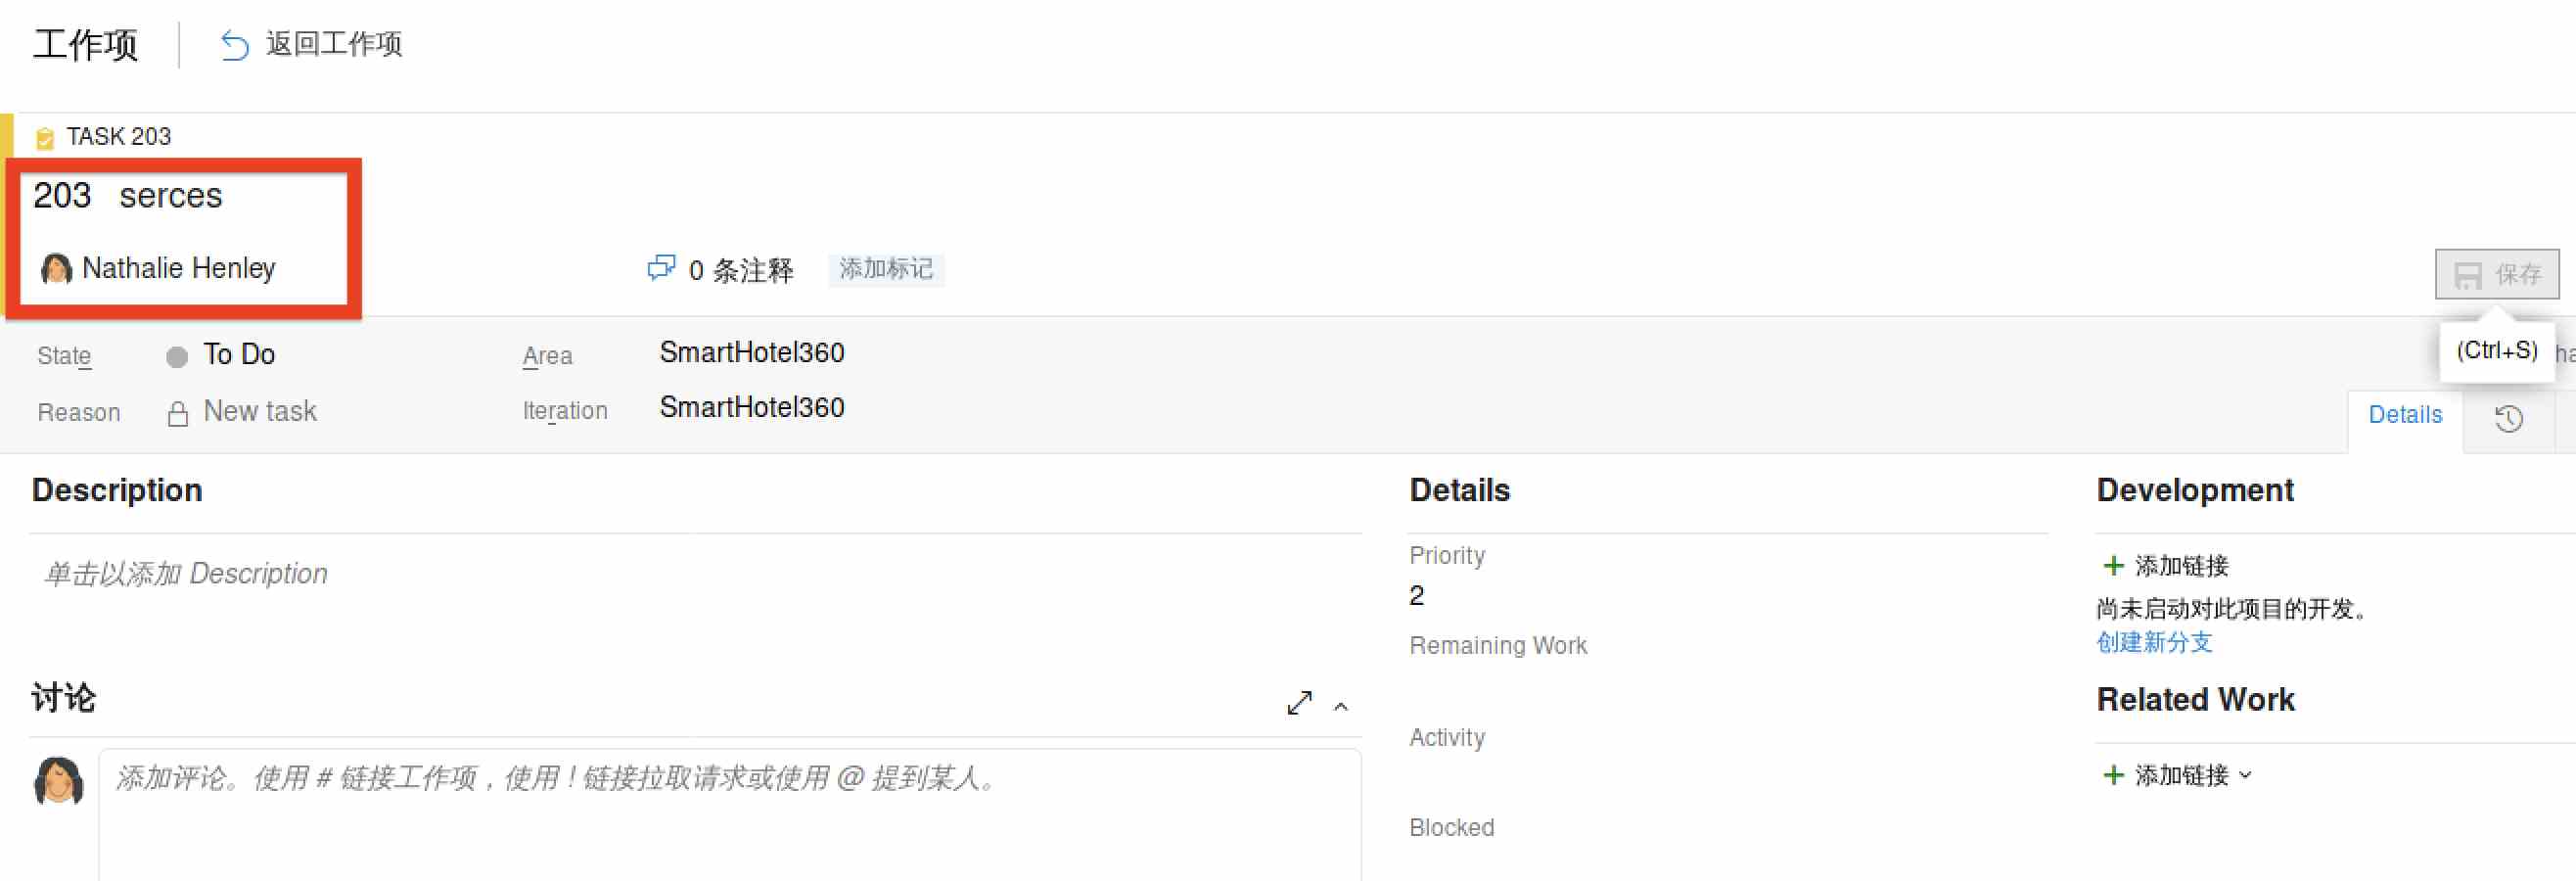 工作项 返回工作项
TASK 203
203 serces
Nathalie Henley 0 条注释 添加标记 保存
State To Do Area SmartHotel360 (Ctrl+S)
Reason New task Iteration SmartHotel360
Details
Description Details Development
单击以添加 Description
Priority
2
Remaining Work
Activity
Blocked
添加链接
尚未启动对此项目的开发。
创建新分支
Related Work
添加链接
讨论
添加评论。使用 # 链接工作项，使用 ! 链接拉取请求或使用 @ 提到某人。